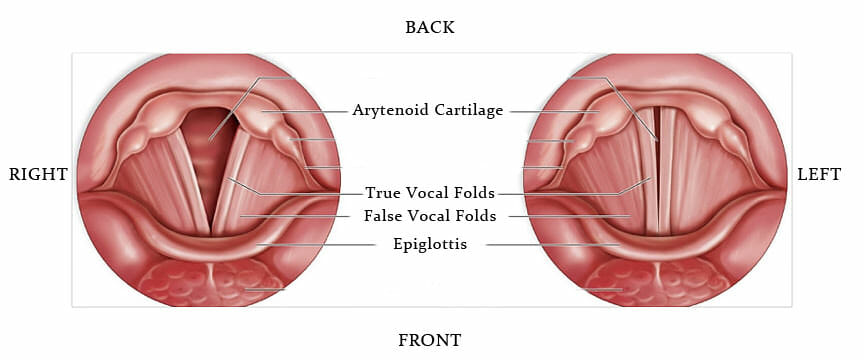 BACK
Arytenoid Cartilage
RIGHT
LEFT
True Vocal Folds
False Vocal Folds
Epiglottis
FRONT